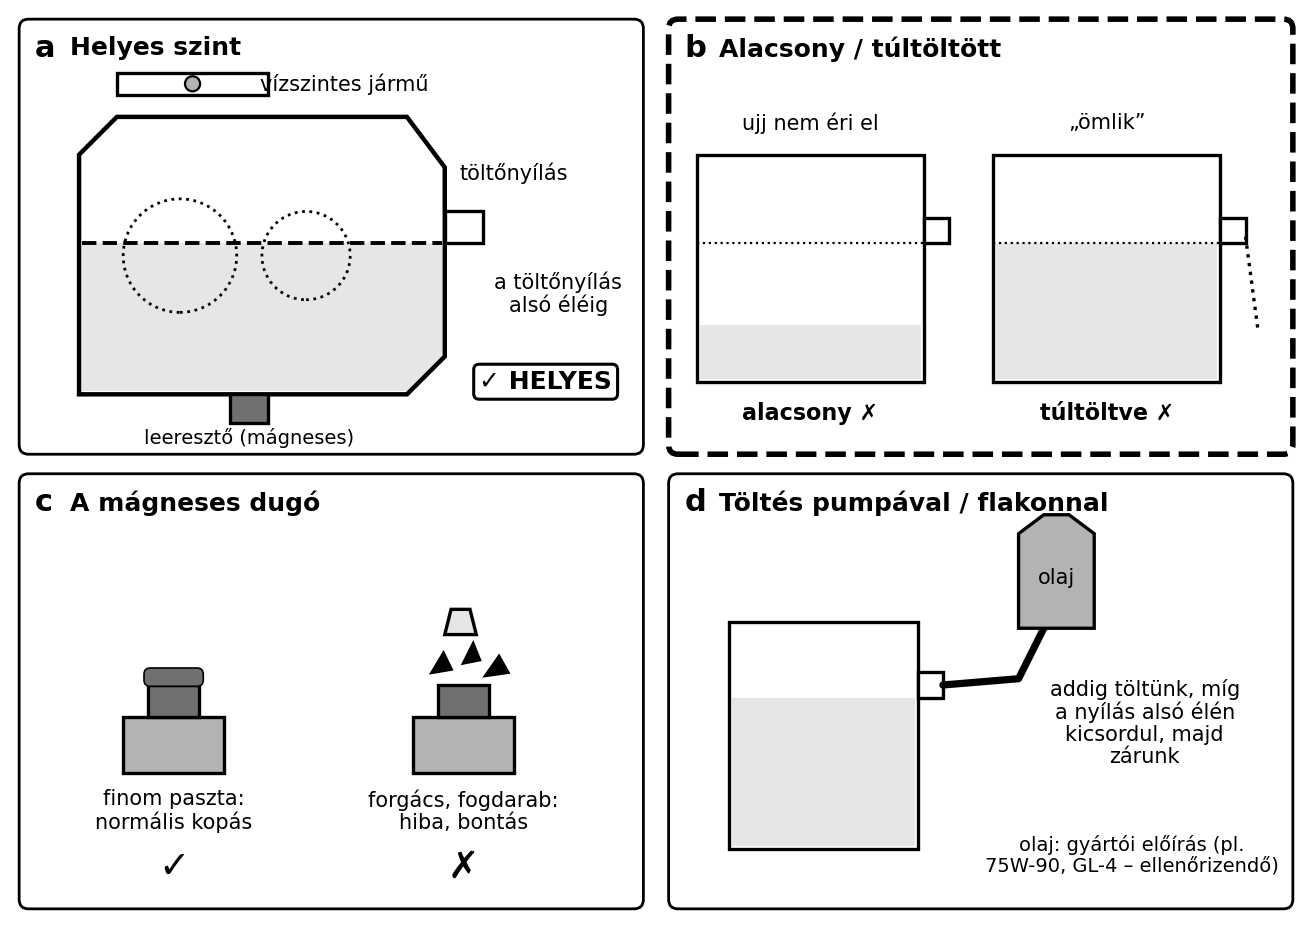 a Helyes szint
vízszintes jármű
töltőnyílás
a töltőnyílás
alsó éléig
✓ HELYES
leeresztő (mágneses)
b Alacsony / túltöltött
ujj nem éri el
„ömlik”
alacsony ✗
túltöltve ✗
c A mágneses dugó
finom paszta:
normális kopás
✓
forgács, fogdarab:
hiba, bontás
✗
d Töltés pumpával / flakonnal
olaj
addig töltünk, míg
a nyílás alsó élén
kicsordul, majd
zárunk
olaj: gyártói előírás (pl.
75W-90, GL-4 – ellenőrizendő)